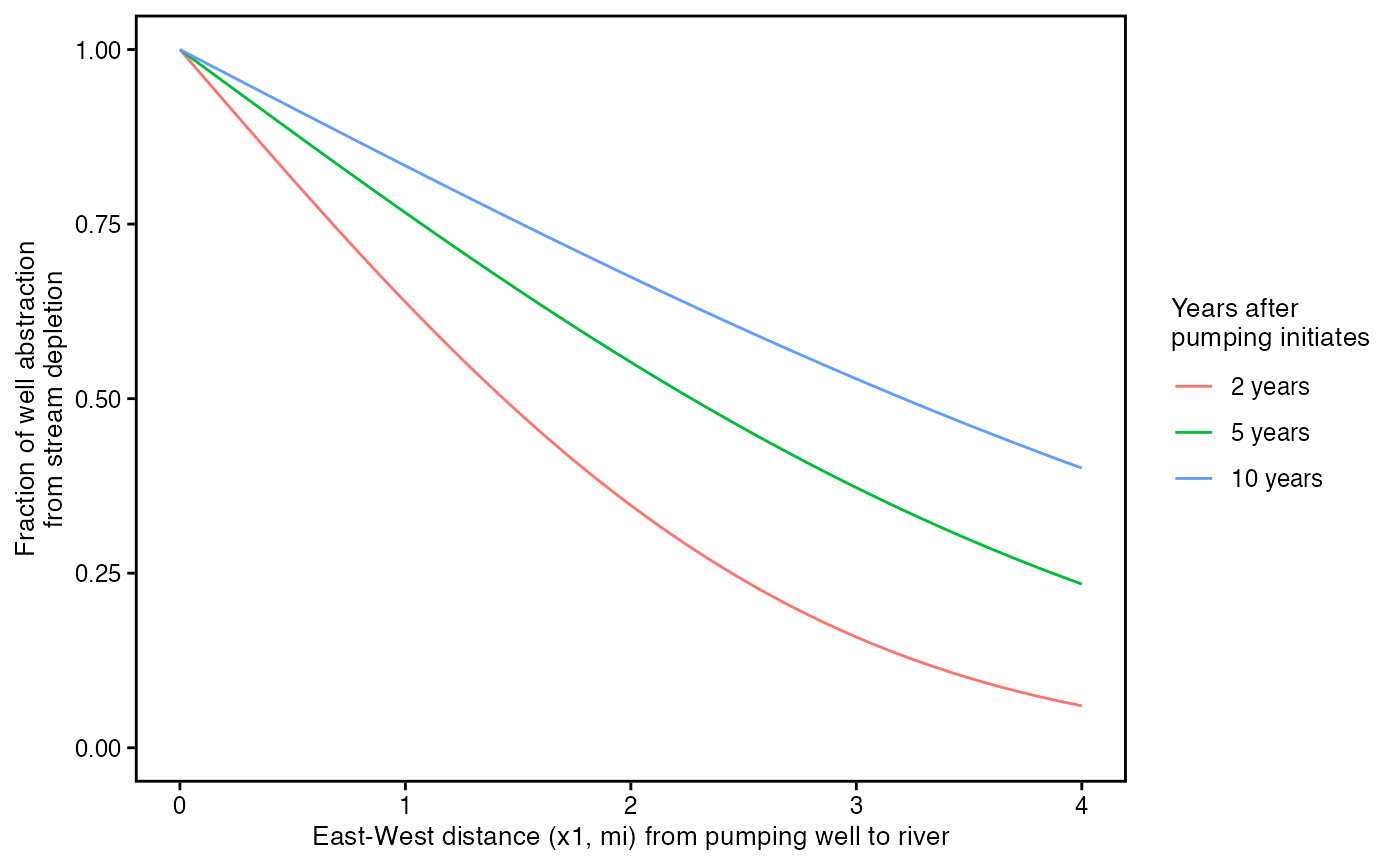 Fraction of well abstraction
from stream depletion
1.00
0.75
0.50
0.25
0.00
0 1 2 3 4
East-West distance (x1, mi) from pumping well to river
Years after
pumping initiates
2 years
5 years
10 years